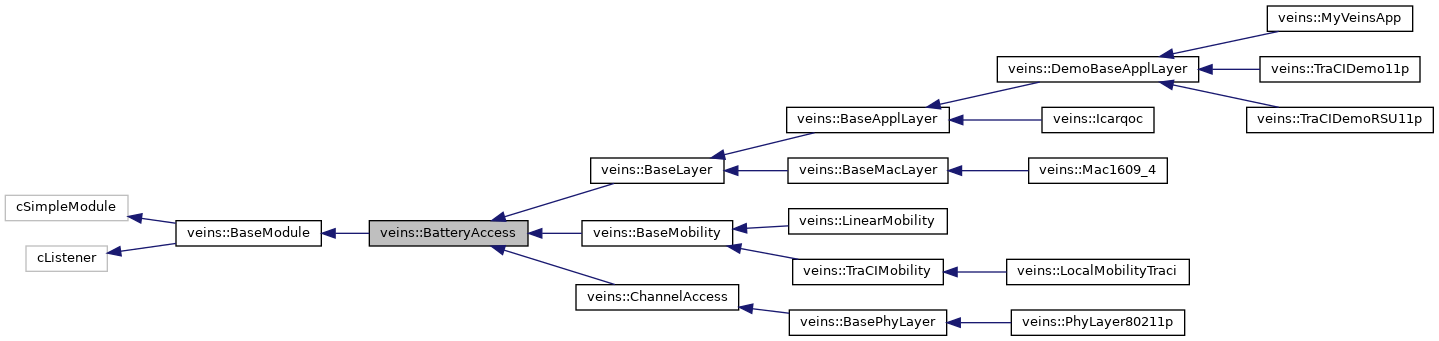 veins::MyVeinsApp
veins::DemoBaseApplLayer
veins::TraCIDemo11p
veins::BaseApplLayer
veins::Icarqoc
veins::TraCIDemoRSU11p
veins::BaseLayer
veins::BaseMacLayer
veins::Mac1609_4
cSimpleModule
veins::BaseModule
veins::BatteryAccess
veins::BaseMobility
veins::LinearMobility
cListener
veins::TraCIMobility
veins::LocalMobilityTraci
veins::ChannelAccess
veins::BasePhyLayer
veins::PhyLayer80211p